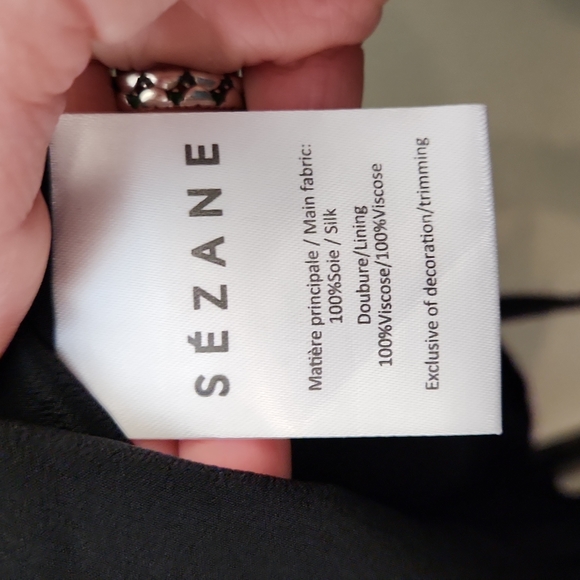 SÉZANE
Matière principale / Main fabric:
100%Soie / Silk
Doubure/Lining
100%Viscose/100%Viscose
Exclusive of decoration/trimming